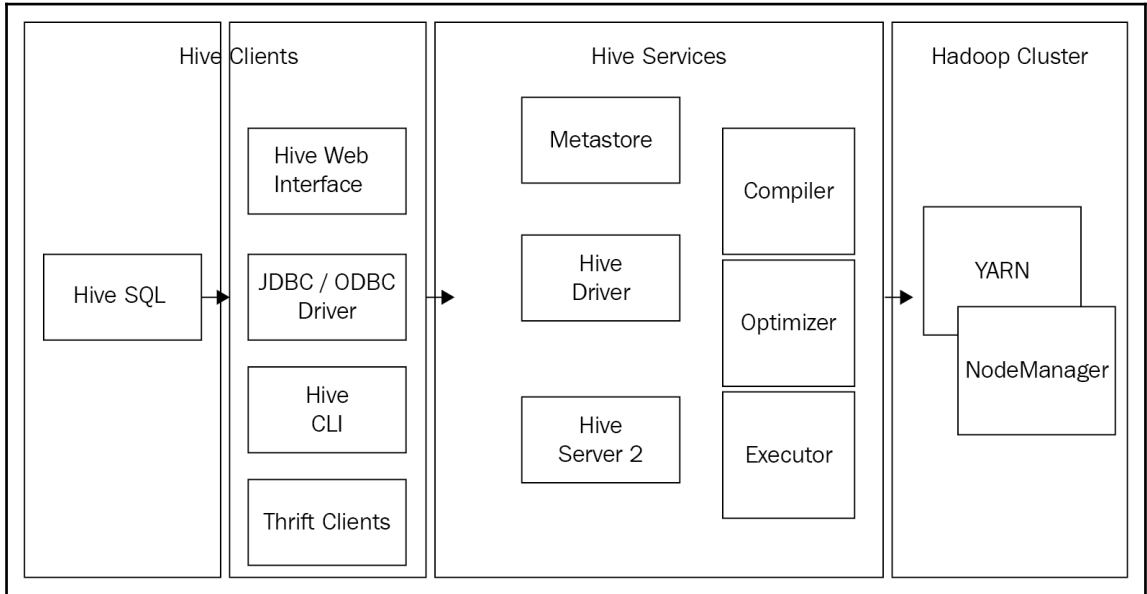 Hive Clients
Hive Services
Hadoop Cluster
Hive SQL
Hive Web
Interface
JDBC / ODBC
Driver
Hive
CLI
Thrift Clients
Metastore
Hive
Driver
Hive
Server 2
Compiler
Optimizer
Executor
YARN
NodeManager